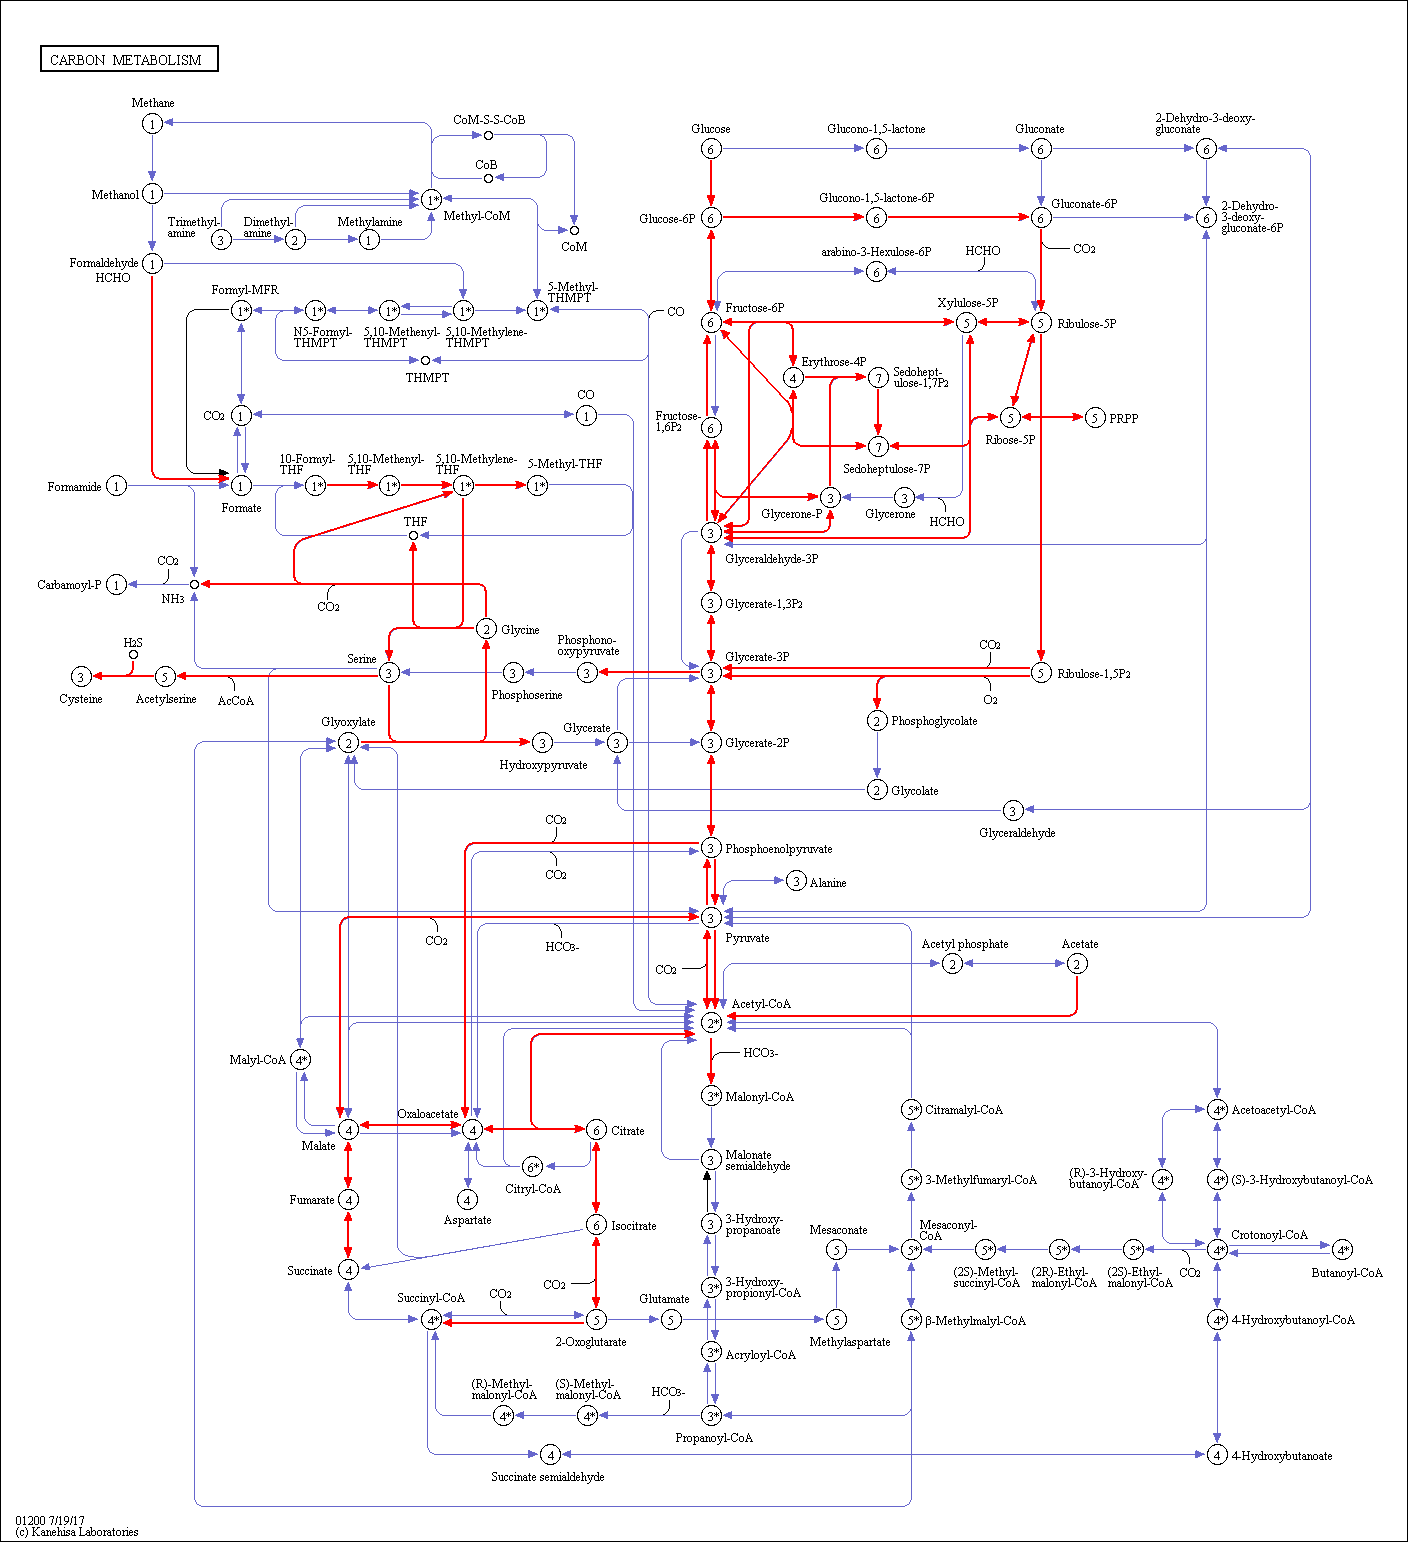 CARBON METABOLISM
Methane
1
CoM-S-S-CoB
CoB
Methanol
1
1*
Methyl-CoM
Trimethyl-
amine
3
Dimethyl-
amine
2
Methylamine
1
CoM
Formaldehyde
HCHO
1
Formyl-MFR
1*
1*
N5-Formyl-
THMPT
1*
5,10-Methenyl-
THMPT
1*
5,10-Methylene-
THMPT
5-Methyl-
THMPT
1*
CO
THMPT
CO2
1
CO
1
Formamide
1
Formate
1
10-Formyl-
THF
1*
5,10-Methenyl-
THF
1*
5,10-Methylene-
THF
1*
5-Methyl-THF
1*
THF
Carbamoyl-P
1
CO2
NH3
CO2
2
Glycine
H2S
3
Cysteine
5
Acetylserine
AcCoA
Serine
3
3
Phosphoserine
Phosphono-
oxypyruvate
3
Glyoxylate
2
3
Hydroxypyruvate
Glycerate
3
Glucose
6
Glucono-1,5-lactone
6
Gluconate
6
2-Dehydro-3-deoxy-
gluconate
6
Glucose-6P
6
Glucono-1,5-lactone-6P
6
Gluconate-6P
6
6
2-Dehydro-
3-deoxy-
gluconate-6P
arabino-3-Hexulose-6P
6
HCHO
CO2
Fructose-6P
6
Xylulose-5P
5
5
Ribulose-5P
Erythrose-4P
4
7
Sedohept-
ulose-1,7P2
Fructose-
1,6P2
6
5
Ribose-5P
5
PRPP
7
Sedoheptulose-7P
3
Glycerone-P
3
Glycerone
HCHO
3
Glyceraldehyde-3P
3
Glycerate-1,3P2
3
Glycerate-3P
CO2
O2
5
Ribulose-1,5P2
2
Phosphoglycolate
3
Glycerate-2P
2
Glycolate
3
Glyceraldehyde
CO2
CO2
3
Phosphoenolpyruvate
3
Alanine
CO2
HCO3-
3
Pyruvate
CO2
Acetyl phosphate
2
Acetate
2
Acetyl-CoA
2*
HCO3-
Malyl-CoA
4*
3*
Malonyl-CoA
Malate
4
Oxaloacetate
4
6
Citrate
6*
Citryl-CoA
3
Malonate
semialdehyde
Fumarate
4
4
Aspartate
6
Isocitrate
3
3-Hydroxy-
propanoate
Succinate
4
CO2
3*
3-Hydroxy-
propionyl-CoA
Succinyl-CoA
4*
CO2
5
2-Oxoglutarate
Glutamate
5
5
Methylaspartate
Mesaconate
5
3*
Acryloyl-CoA
(R)-Methyl-
malonyl-CoA
4*
(S)-Methyl-
malonyl-CoA
4*
HCO3-
3*
Propanoyl-CoA
4
Succinate semialdehyde
5*
Citramalyl-CoA
5*
3-Methylfumaryl-CoA
Mesaconyl-
CoA
5*
5*
(2S)-Methyl-
succinyl-CoA
5*
(2R)-Ethyl-
malonyl-CoA
5*
(2S)-Ethyl-
malonyl-CoA
CO2
5*
β-Methylmalyl-CoA
4*
Acetoacetyl-CoA
(R)-3-Hydroxy-
butanoyl-CoA
4*
4*
(S)-3-Hydroxybutanoyl-CoA
Crotonoyl-CoA
4*
4*
Butanoyl-CoA
4*
4-Hydroxybutanoyl-CoA
4
4-Hydroxybutanoate
01200 7/19/17
(c) Kanehisa Laboratories